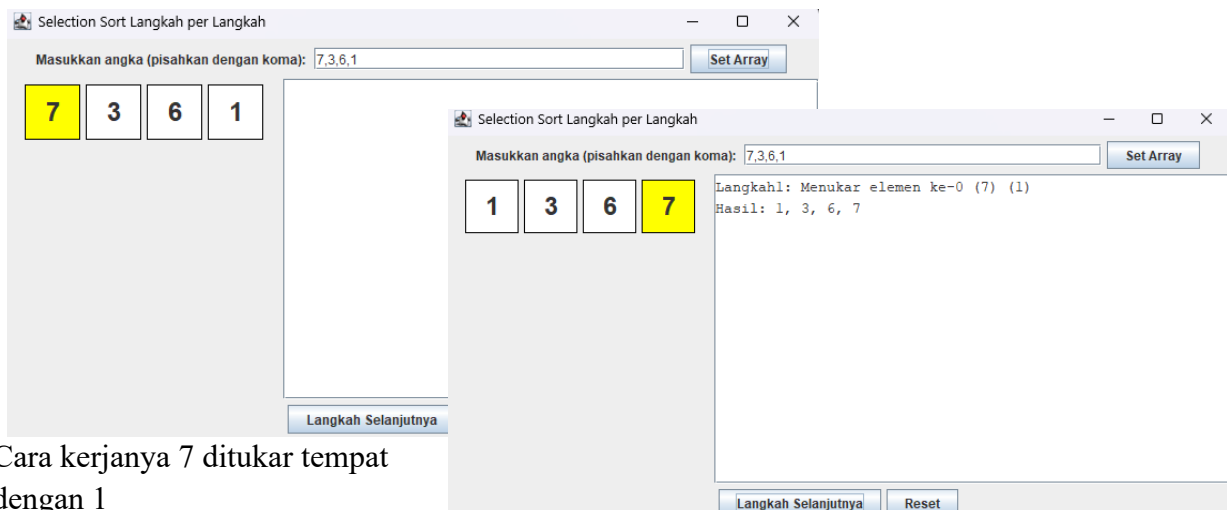 Selection Sort Langkah per Langkah
Masukkan angka (pisahkan dengan koma): 7,3,6,1 Set Array
7 3 6 1
Langkah Selanjutnya
Selection Sort Langkah per Langkah
Masukkan angka (pisahkan dengan koma): 7,3,6,1 Set Array
1 3 6 7
Langkah1: Menukar elemen ke-0 (7) (1)
Hasil: 1, 3, 6, 7
Langkah Selanjutnya Reset
Cara kerjanya 7 ditukar tempat
dengan 1